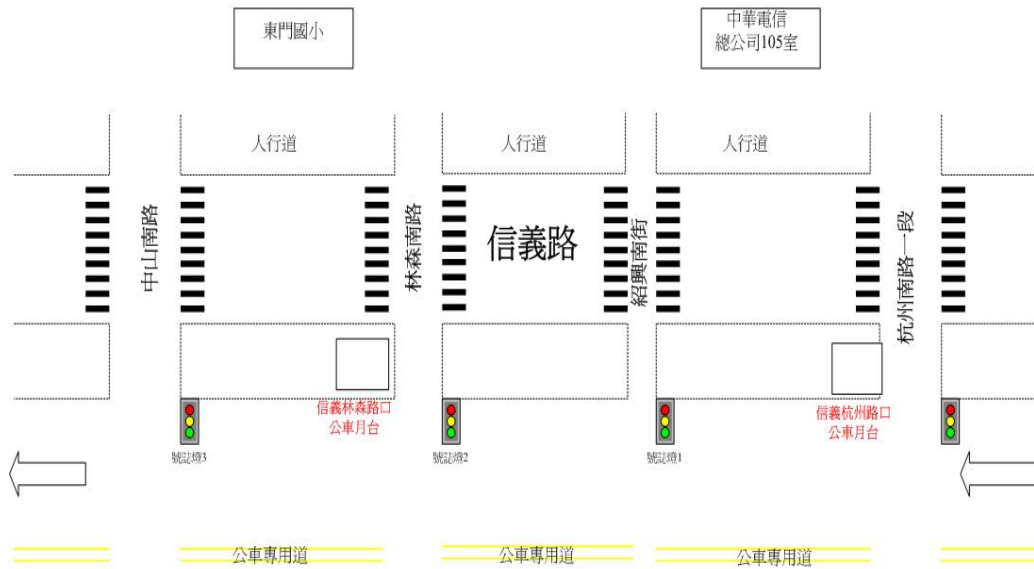 東門國小
中華電信
總公司105室
人行道
人行道
人行道
中山南路
林森南路
信義路
紹興南街
杭州南路一段
信義林森路口
公車月台
信義杭州路口
公車月台
號誌燈3
號誌燈2
號誌燈1
公車專用道
公車專用道
公車專用道